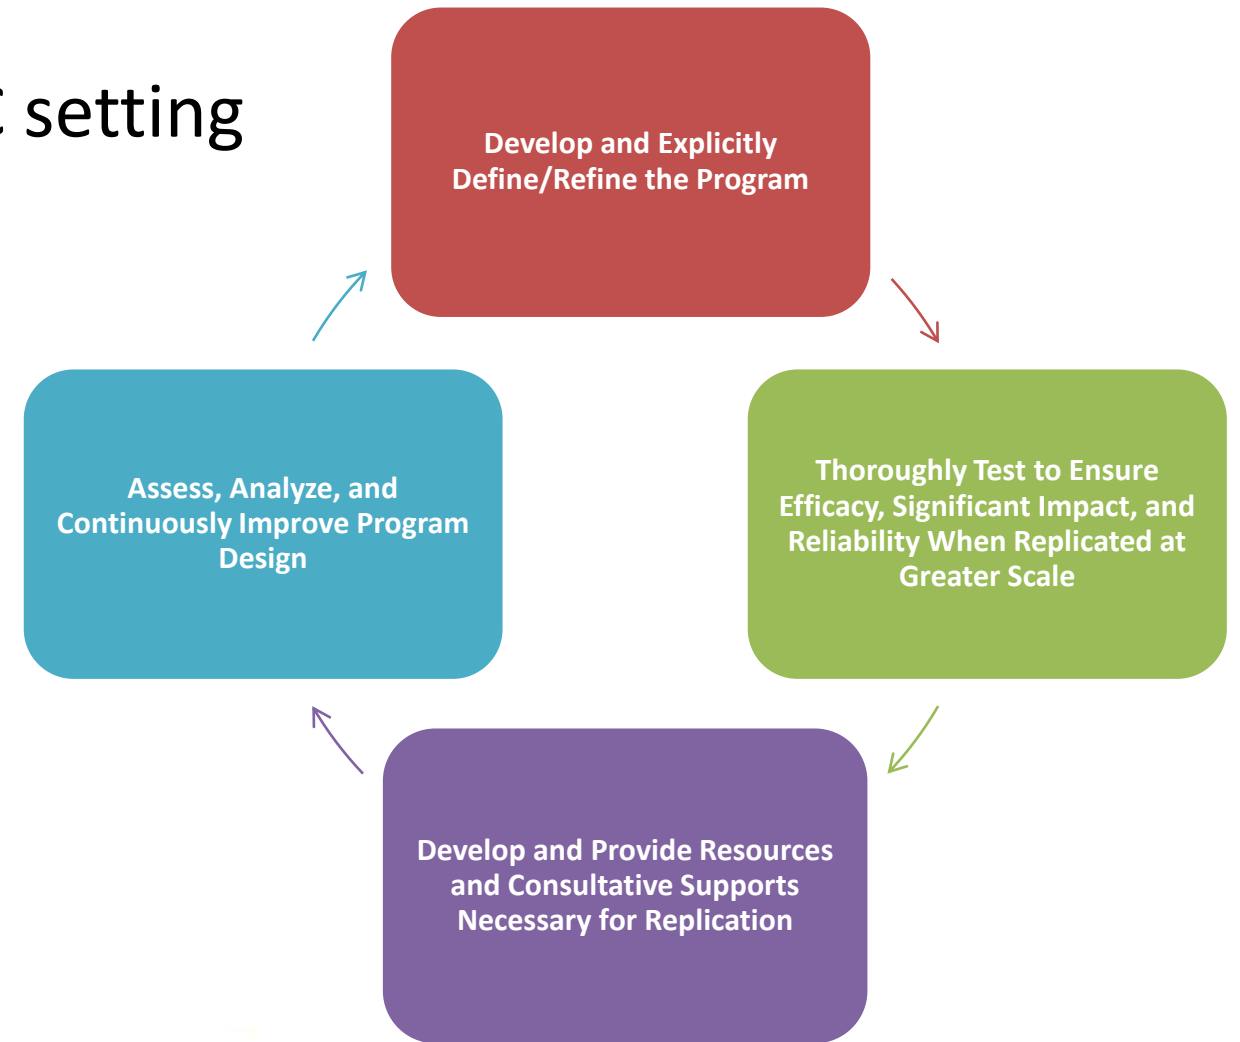 setting
Develop and Explicitly
Define/Refine the Program
Thoroughly Test to Ensure
Efficacy, Significant Impact, and
Reliability When Replicated at
Greater Scale
Develop and Provide Resources
and Consultative Supports
Necessary for Replication
Assess, Analyze, and
Continuously Improve Program
Design